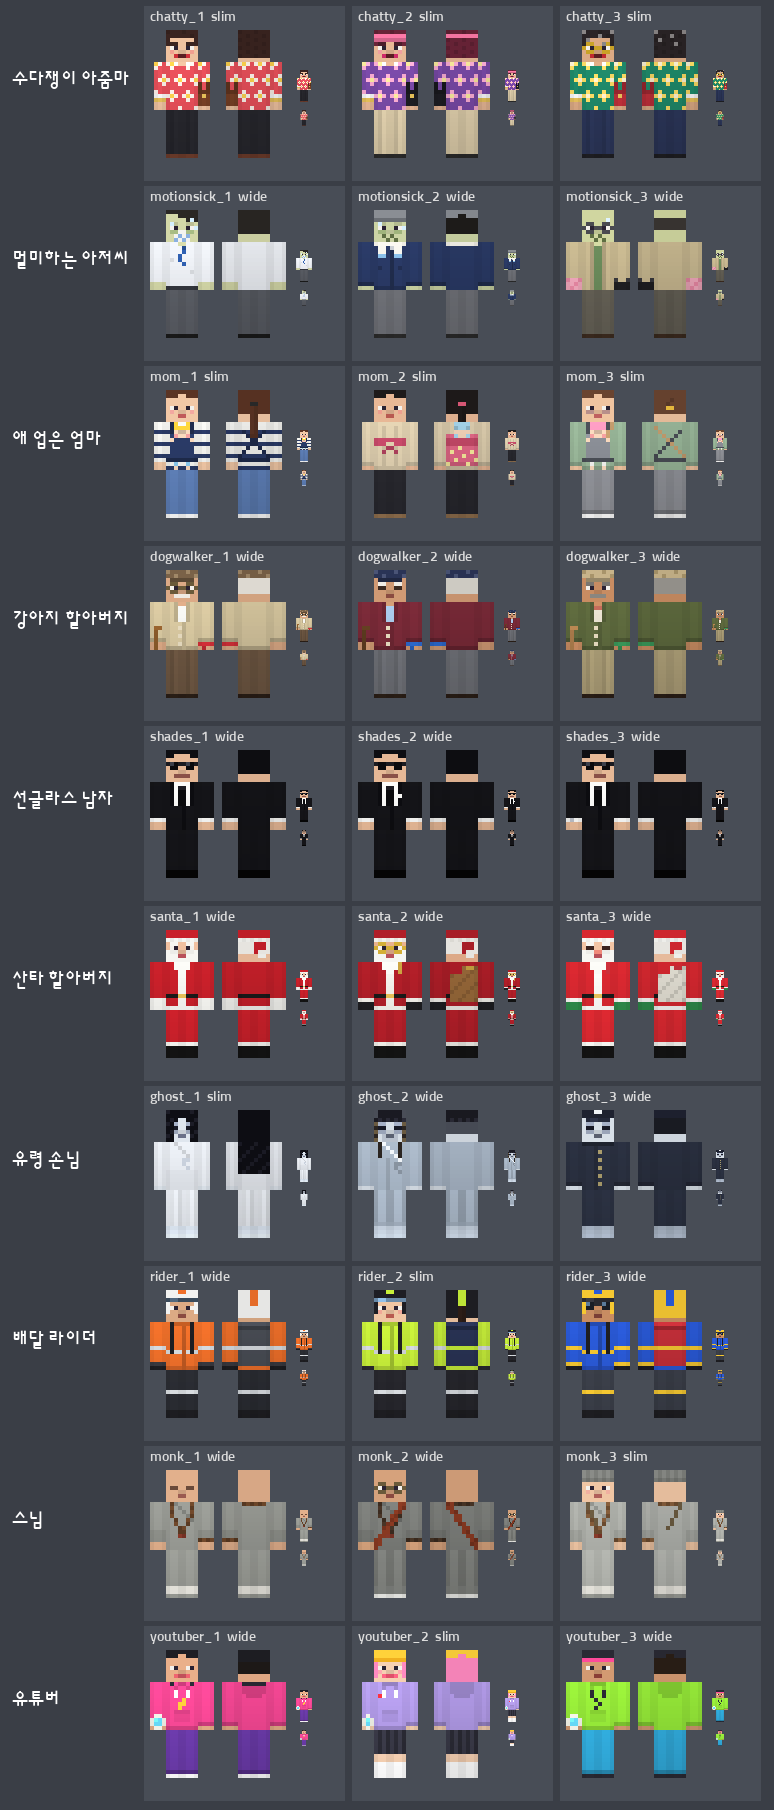 chatty_1 slim
chatty_2 slim
chatty_3 slim
수다쟁이 아줌마
motionsick_1 wide
motionsick_2 wide
motionsick_3 wide
멀미하는 아저씨
mom_1 slim
mom_2 slim
mom_3 slim
애 업은 엄마
dogwalker_1 wide
dogwalker_2 wide
dogwalker_3 wide
강아지 할아버지
shades_1 wide
shades_2 wide
shades_3 wide
선글라스 남자
santa_1 wide
santa_2 wide
santa_3 wide
산타 할아버지
ghost_1 slim
ghost_2 wide
ghost_3 wide
유령 손님
rider_1 wide
rider_2 slim
rider_3 wide
배달 라이더
monk_1 wide
monk_2 wide
monk_3 slim
스님
youtuber_1 wide
youtuber_2 slim
youtuber_3 wide
유튜버